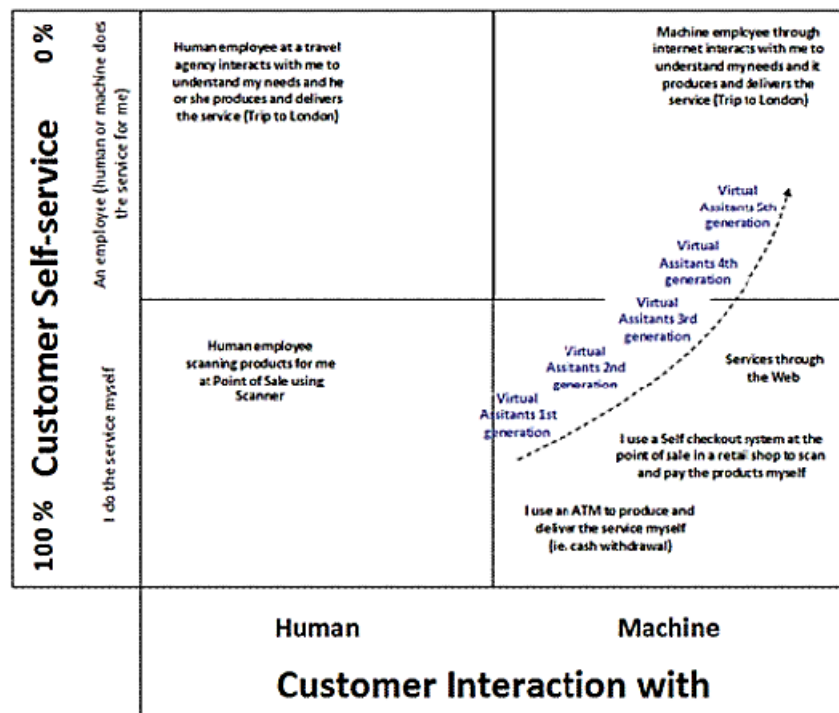 0 %
Customer Self-service
100 %
An employee (human or machine does
the service for me)
I do the service myself
Human employee at a travel
agency interacts with me to
understand my needs and he
or she produces and delivers
the service (Trip to London)
Machine employee through
internet interacts with me to
understand my needs and it
produces and delivers the
service (Trip to London)
Virtual
Assitants 5th
generation
Virtual
Assitants 4th
generation
Virtual
Assitants 3rd
generation
Virtual
Assitants 2nd
generation
Virtual
Assitants 1st
generation
Human employee
scanning products for me
at Point of Sale using
Scanner
Services through
the Web
I use a Self checkout system at the
point of sale in a retail shop to scan
and pay the products myself
I use an ATM to produce and
deliver the service myself
(ie. cash withdrawal)
Human
Machine
Customer Interaction with